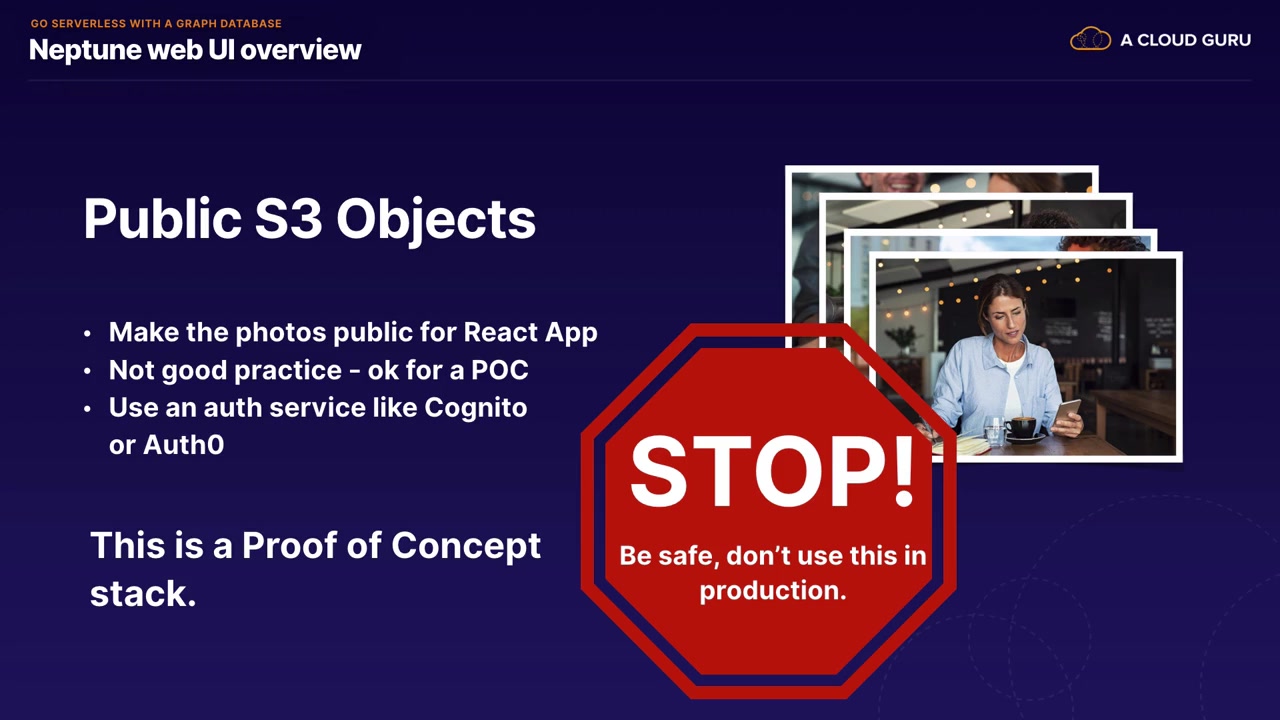 GO SERVERLESS WITH A GRAPH DATABASE
Neptune web UI overview
A CLOUD GURU
Public S3 Objects
• Make the photos public for React App
• Not good practice - ok for a POC
• Use an auth service like Cognito
or Auth0
This is a Proof of Concept
stack.
STOP!
Be safe, don’t use this in
production.